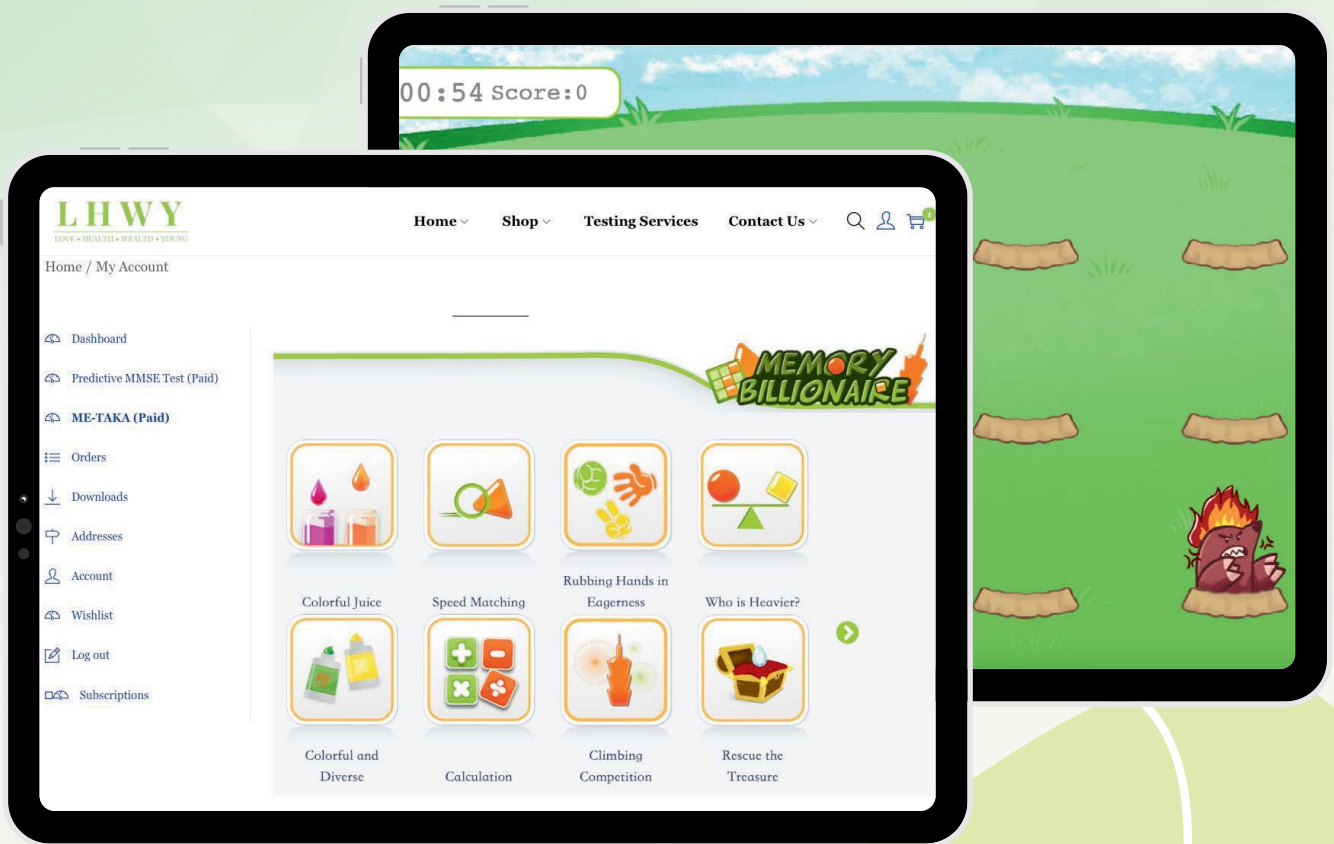 00:54 Score:0
LHWY
LOVE • HEALTH • WEALTH • YOUNG
Home
Shop
Testing Services
Contact Us
1
Home / My Account
Dashboard
Predictive MMSE Test (Paid)
ME-TAKA (Paid)
Orders
Downloads
Addresses
Account
Wishlist
Log out
Subscriptions
MEMORY
BILLIONAIRE
Colorful Juice
Speed Matching
Rubbing Hands in
Eagerness
Who is Heavier?
Colorful and
Diverse
Calculation
Climbing
Competition
Rescue the
Treasure